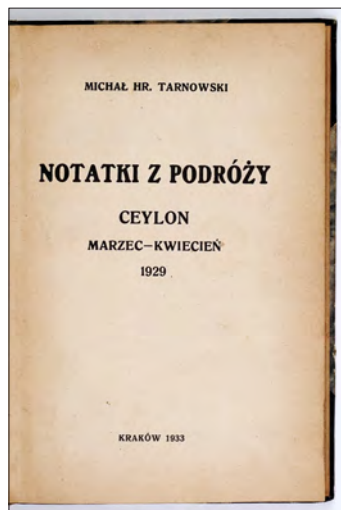 MICHAŁ HR. TARNOWSKI
NOTATKI Z PODRÓŻY
CEYLON
MARZEC–KWIECIEŃ
1929
KRAKÓW 1933